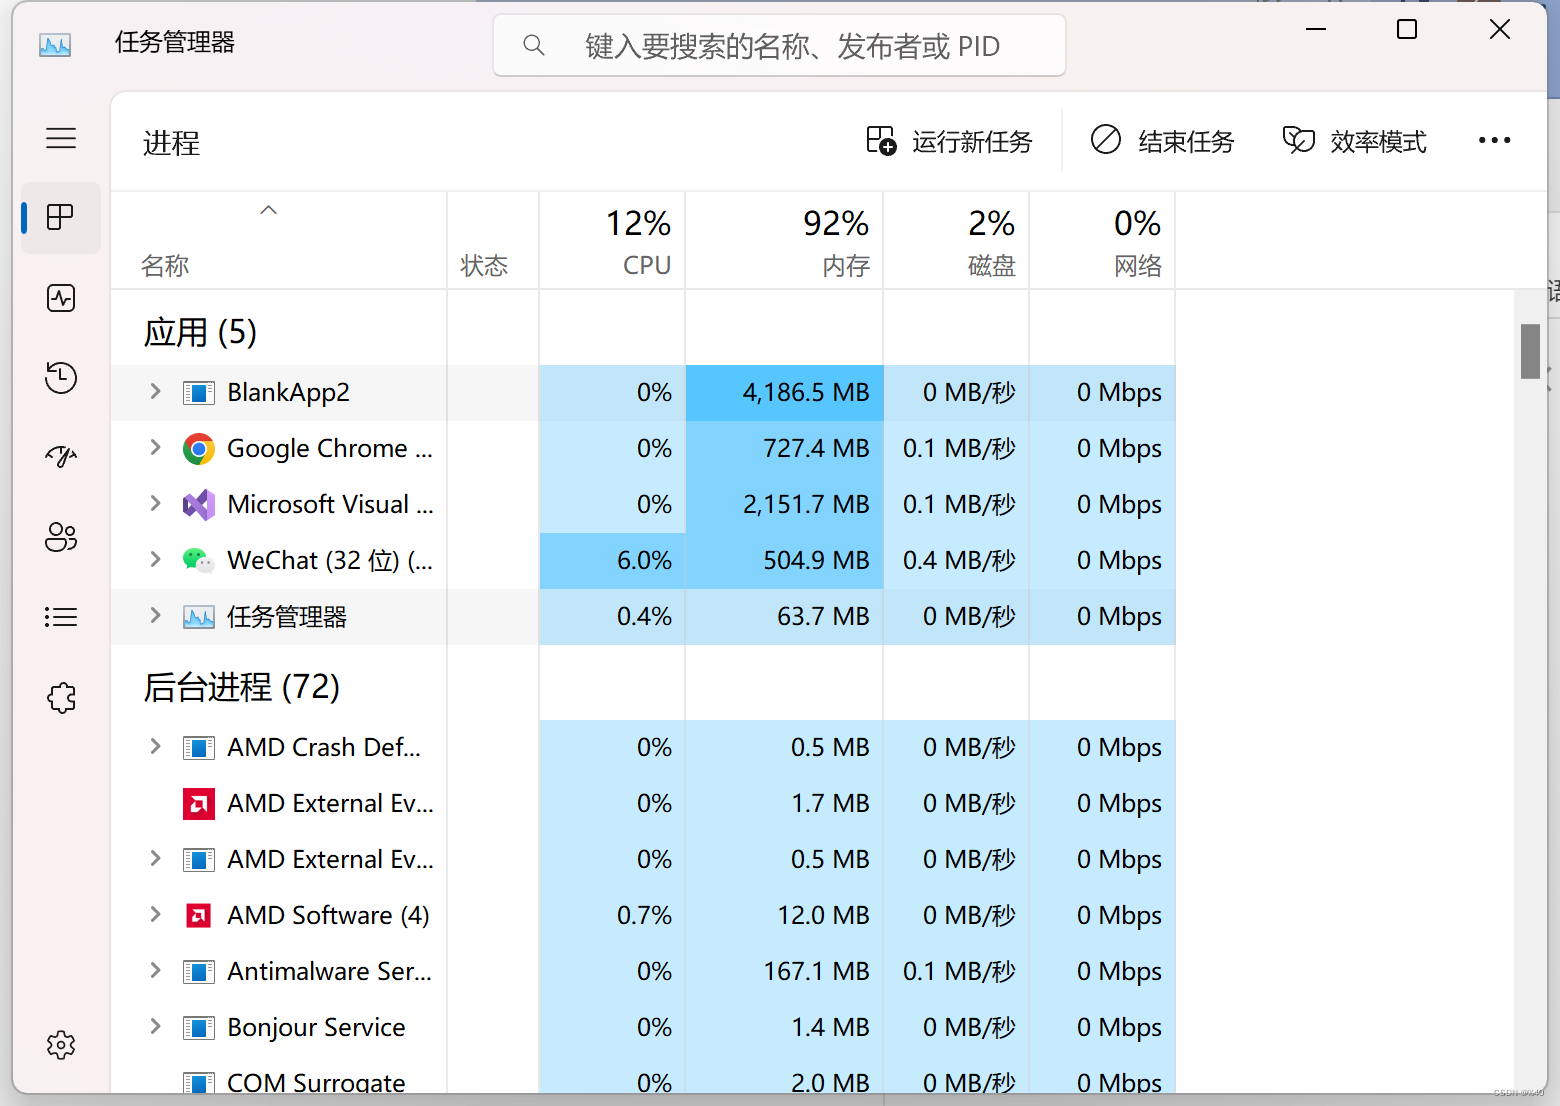 任务管理器
键入要搜索的名称、发布者或 PID
进程
运行新任务
结束任务
效率模式
12% 92% 2% 0%
名称 状态 CPU 内存 磁盘 网络
应用 (5)
BlankApp2 0% 4,186.5 MB 0 MB/秒 0 Mbps
Google Chrome ... 0% 727.4 MB 0.1 MB/秒 0 Mbps
Microsoft Visual ... 0% 2,151.7 MB 0.1 MB/秒 0 Mbps
WeChat (32 位) (... 6.0% 504.9 MB 0.4 MB/秒 0 Mbps
任务管理器 0.4% 63.7 MB 0 MB/秒 0 Mbps
后台进程 (72)
AMD Crash Def... 0% 0.5 MB 0 MB/秒 0 Mbps
AMD External Ev... 0% 1.7 MB 0 MB/秒 0 Mbps
AMD External Ev... 0% 0.5 MB 0 MB/秒 0 Mbps
AMD Software (4) 0.7% 12.0 MB 0 MB/秒 0 Mbps
Antimalware Ser... 0% 167.1 MB 0.1 MB/秒 0 Mbps
Bonjour Service 0% 1.4 MB 0 MB/秒 0 Mbps
COM Surrogate 0% 2.0 MB 0 MB/秒 0 Mbps
CSDN @%40